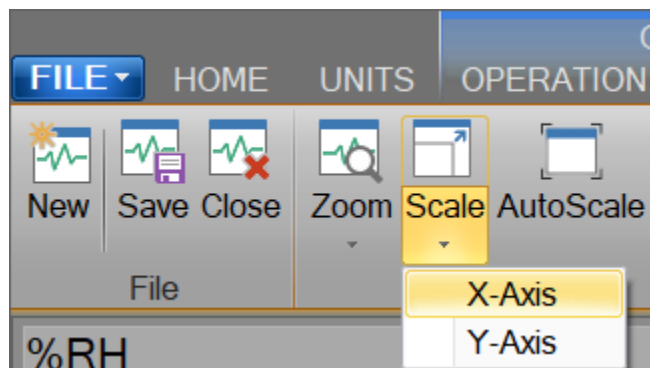 FILE HOME UNITS OPERATION
New Save Close Zoom Scale AutoScale
File
X-Axis
%RH
Y-Axis